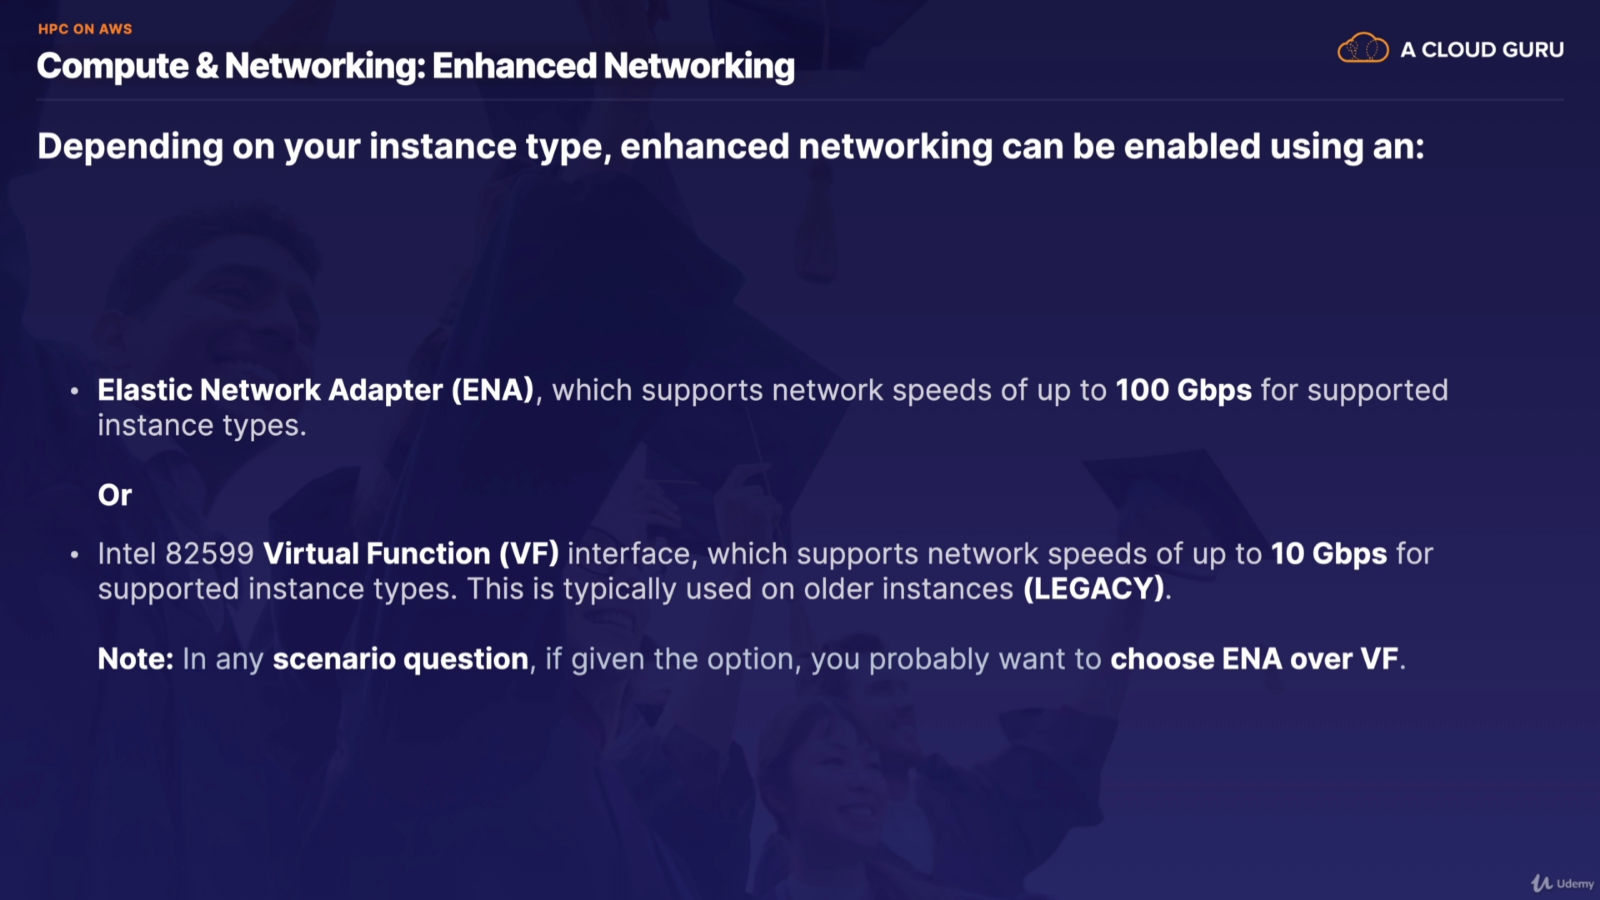 HPC ON AWS
Compute & Networking: Enhanced Networking
A CLOUD GURU
Depending on your instance type, enhanced networking can be enabled using an:
• Elastic Network Adapter (ENA), which supports network speeds of up to 100 Gbps for supported
instance types.
Or
• Intel 82599 Virtual Function (VF) interface, which supports network speeds of up to 10 Gbps for
supported instance types. This is typically used on older instances (LEGACY).
Note: In any scenario question, if given the option, you probably want to choose ENA over VF.
Udemy